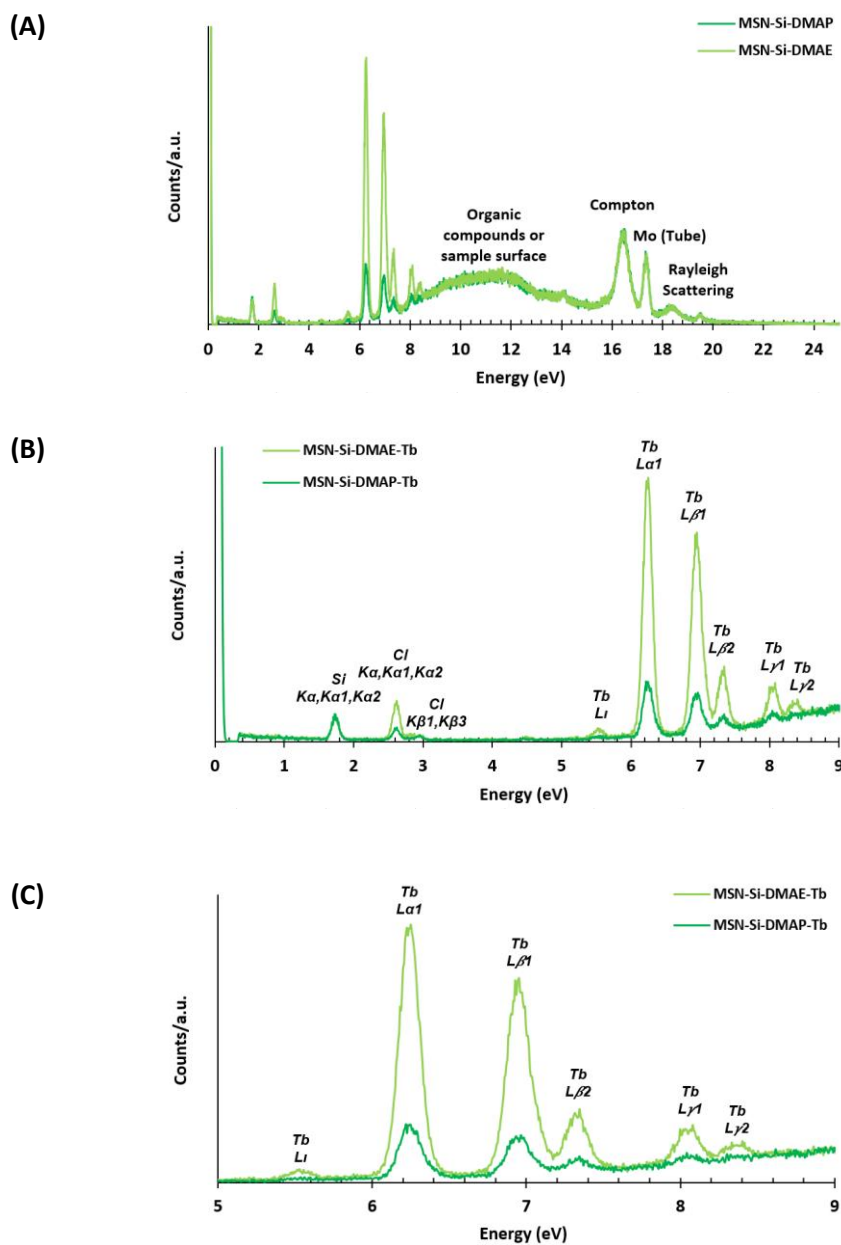 (A)
MSN-Si-DMAP
MSN-Si-DMAE
Counts/a.u.
Organic
compounds or
sample surface
Compton
Mo (Tube)
Rayleigh
Scattering
0 2 4 6 8 10 12 14 16 18 20 22 24
Energy (eV)
(B)
MSN-Si-DMAE-Tb
MSN-Si-DMAP-Tb
Counts/a.u.
Si
Kα,Kα1,Kα2
Cl
Kα,Kα1,Kα2
Cl
Kβ1,Kβ3
Tb
Lι
Tb
Lα1
Tb
Lβ1
Tb
Lβ2
Tb
Lγ1
Tb
Lγ2
0 1 2 3 4 5 6 7 8 9
Energy (eV)
(C)
MSN-Si-DMAE-Tb
MSN-Si-DMAP-Tb
Counts/a.u.
Tb
Lι
Tb
Lα1
Tb
Lβ1
Tb
Lβ2
Tb
Lγ1
Tb
Lγ2
5 6 7 8 9
Energy (eV)